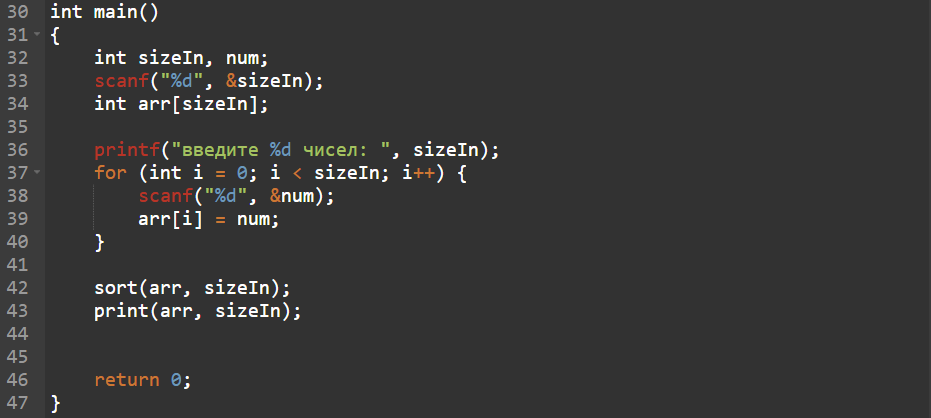 30 int main()
31 {
32     int sizeIn, num;
33     scanf("%d", &sizeIn);
34     int arr[sizeIn];
35
36     printf("введите %d чисел: ", sizeIn);
37     for (int i = 0; i < sizeIn; i++) {
38         scanf("%d", &num);
39         arr[i] = num;
40     }
41
42     sort(arr, sizeIn);
43     print(arr, sizeIn);
44
45
46     return 0;
47 }